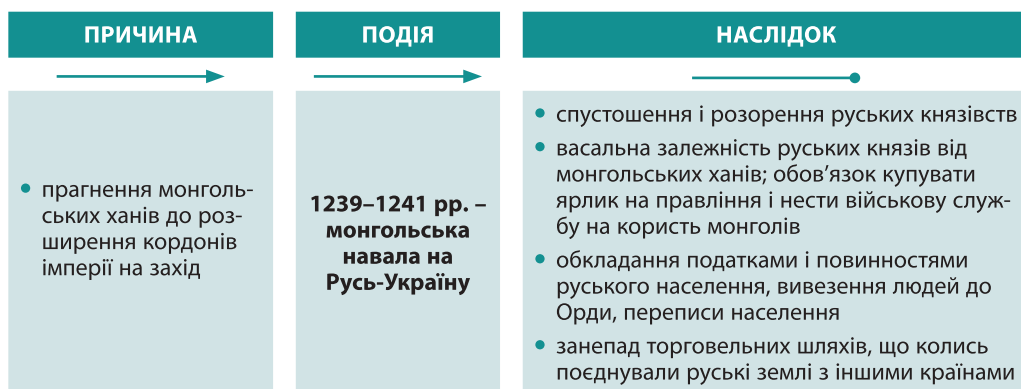 ПРИЧИНА
ПОДІЯ
НАСЛІДОК
• прагнення монголь-
ських ханів до роз-
ширення кордонів
імперії на захід
1239–1241 рр. –
монгольська
навала на
Русь-Україну
• спустошення і розорення руських князівств
• васальна залежність руських князів від
монгольських ханів; обов’язок купувати
ярлик на правління і нести військову служ-
бу на користь монголів
• обкладання податками і повинностями
руського населення, вивезення людей до
Орди, переписи населення
• занепад торговельних шляхів, що колись
поєднували руські землі з іншими країнами